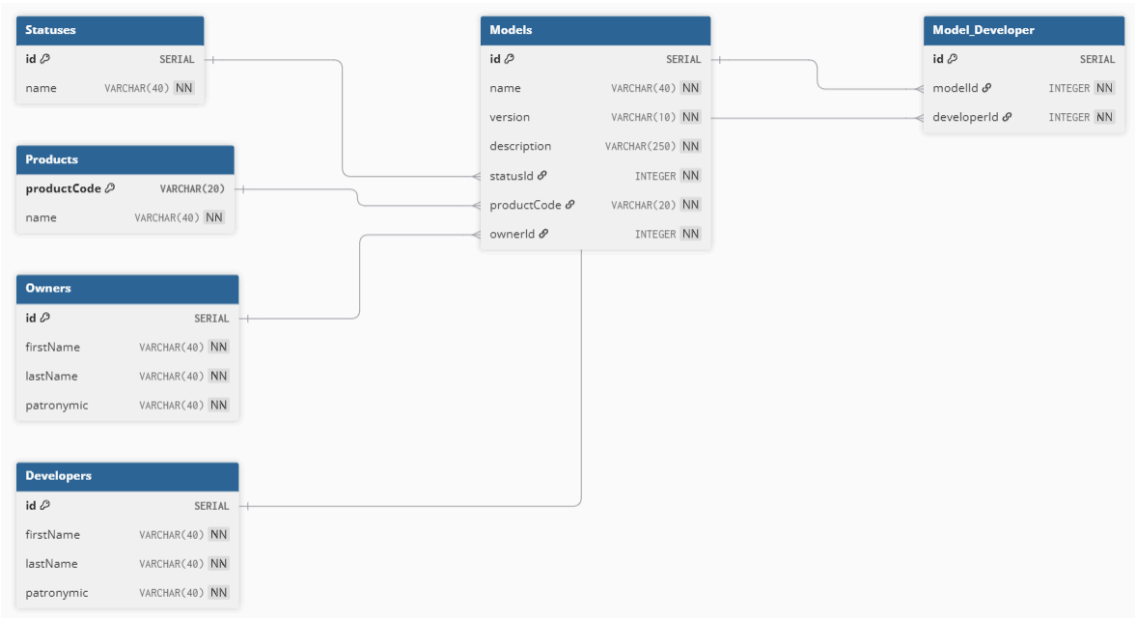 Statuses
id SERIAL
name VARCHAR(40) NN
Products
productCode VARCHAR(20)
name VARCHAR(40) NN
Owners
id SERIAL
firstName VARCHAR(40) NN
lastName VARCHAR(40) NN
patronymic VARCHAR(40) NN
Developers
id SERIAL
firstName VARCHAR(40) NN
lastName VARCHAR(40) NN
patronymic VARCHAR(40) NN
Models
id SERIAL
name VARCHAR(40) NN
version VARCHAR(10) NN
description VARCHAR(250) NN
statusId INTEGER NN
productCode VARCHAR(20) NN
ownerId INTEGER NN
Model_Developer
id SERIAL
modelId INTEGER NN
developerId INTEGER NN